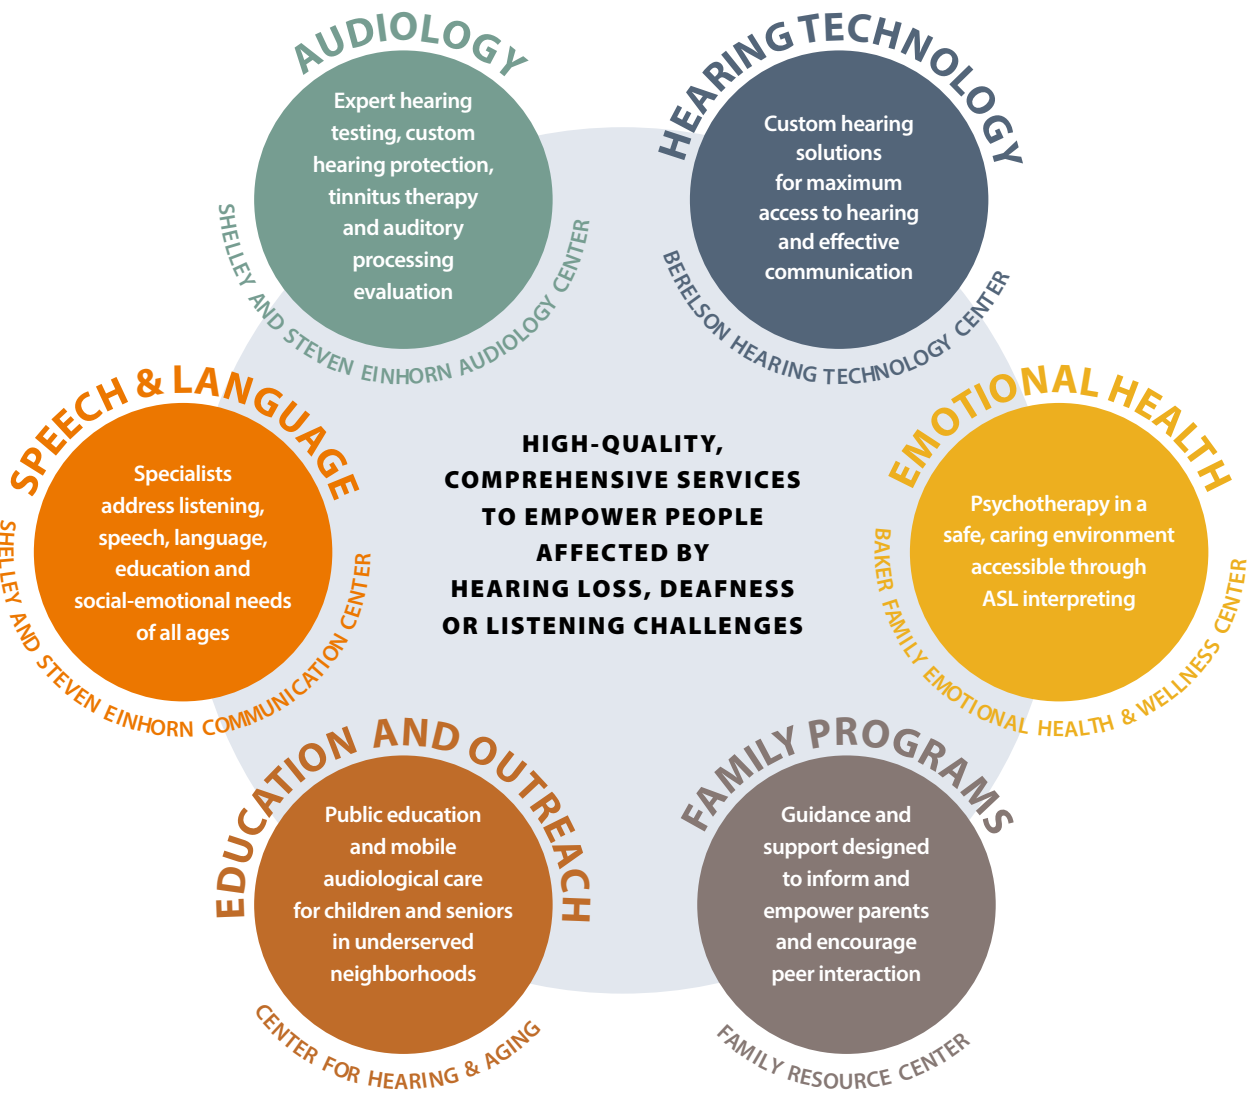 AUDIOLOGY
Expert hearing
testing, custom
hearing protection,
tinnitus therapy
and auditory
processing
evaluation
SHELLEY AND STEVEN EINHORN AUDIOLOGY CENTER
HEARING TECHNOLOGY
Custom hearing
solutions
for maximum
access to hearing
and effective
communication
BERELSON HEARING TECHNOLOGY CENTER
SPEECH & LANGUAGE
Specialists
address listening,
speech, language,
education and
social-emotional needs
of all ages
SHELLEY AND STEVEN EINHORN COMMUNICATION CENTER
HIGH-QUALITY,
COMPREHENSIVE SERVICES
TO EMPOWER PEOPLE
AFFECTED BY
HEARING LOSS, DEAFNESS
OR LISTENING CHALLENGES
EMOTIONAL HEALTH
Psychotherapy in a
safe, caring environment
accessible through
ASL interpreting
BAKER FAMILY EMOTIONAL HEALTH & WELLNESS CENTER
EDUCATION AND OUTREACH
Public education
and mobile
audiological care
for children and seniors
in underserved
neighborhoods
CENTER FOR HEARING & AGING
FAMILY PROGRAMS
Guidance and
support designed
to inform and
empower parents
and encourage
peer interaction
FAMILY RESOURCE CENTER